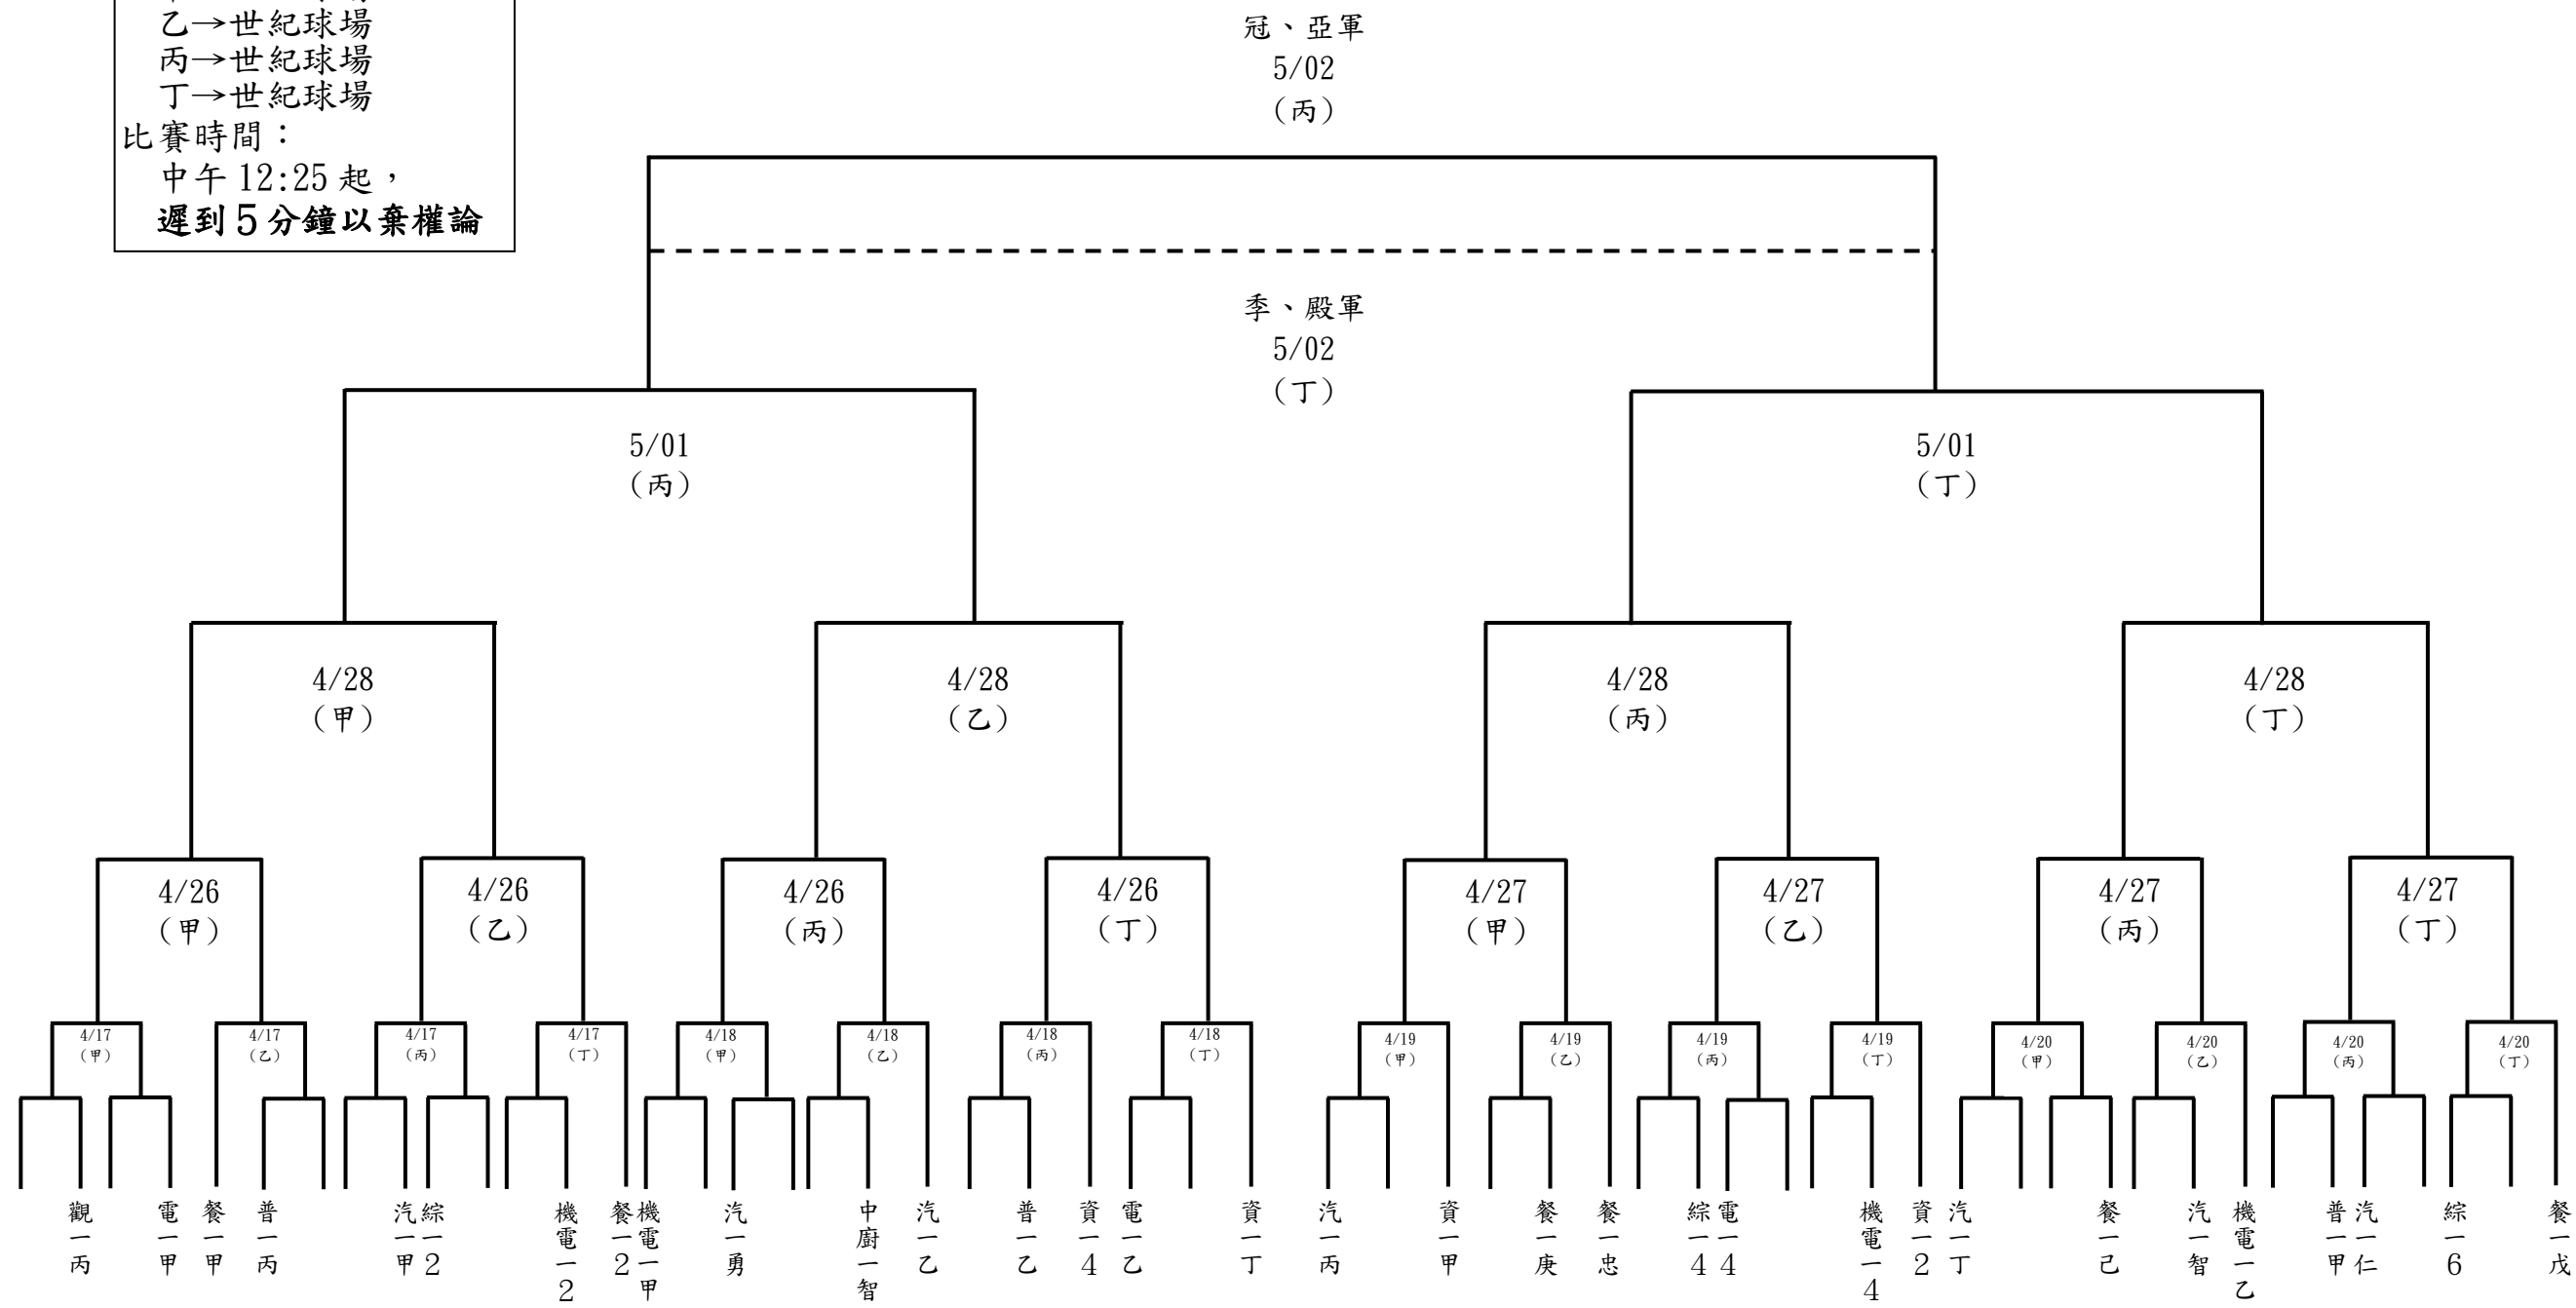 乙→世紀球場
丙→世紀球場
丁→世紀球場
比賽時間：
中午 12:25 起，
遲到 5 分鐘以棄權論
冠、亞軍
5/02
（丙）
季、殿軍
5/02
（丁）
5/01
（丙）
5/01
（丁）
4/28
（甲）
4/28
（乙）
4/28
（丙）
4/28
（丁）
4/26
（甲）
4/26
（乙）
4/26
（丙）
4/26
（丁）
4/27
（甲）
4/27
（乙）
4/27
（丙）
4/27
（丁）
4/17
（甲）
4/17
（乙）
4/17
（丙）
4/17
（丁）
4/18
（甲）
4/18
（乙）
4/18
（丙）
4/18
（丁）
4/19
（甲）
4/19
（乙）
4/19
（丙）
4/19
（丁）
4/20
（甲）
4/20
（乙）
4/20
（丙）
4/20
（丁）
觀一丙
電一甲
餐一甲
普一丙
汽一甲
綜一2
機電一2
餐一2
機電一甲
汽一勇
中廚一智
汽一乙
普一乙
資一4
電一乙
資一丁
汽一丙
資一甲
餐一庚
餐一忠
綜一4
電一4
機電一4
資一2
汽一丁
餐一己
汽一智
機電一乙
普一甲
汽一仁
綜一6
餐一戊